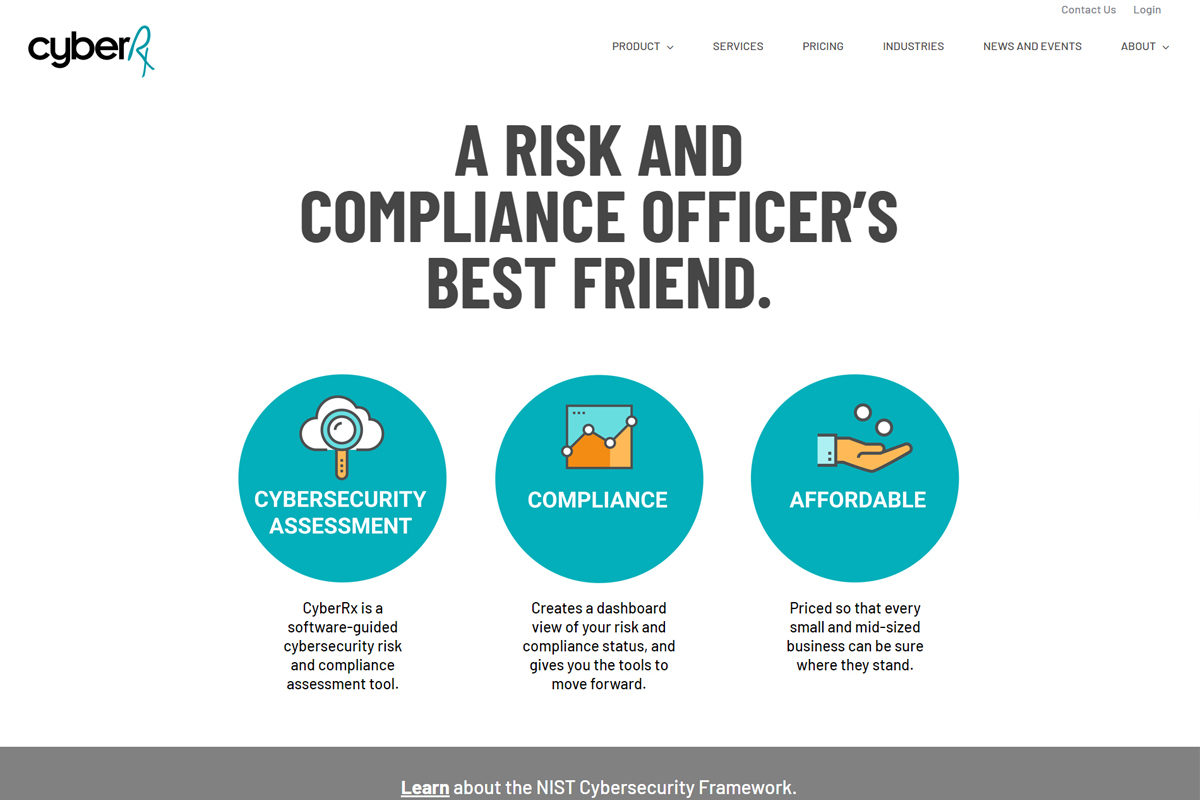 Contact Us Login
cyberRx
PRODUCT SERVICES PRICING INDUSTRIES NEWS AND EVENTS ABOUT
A RISK AND
COMPLIANCE OFFICER’S
BEST FRIEND.
CYBERSECURITY
ASSESSMENT
CyberRx is a
software-guided
cybersecurity risk
and compliance
assessment tool.
COMPLIANCE
Creates a dashboard
view of your risk and
compliance status, and
gives you the tools to
move forward.
AFFORDABLE
Priced so that every
small and mid-sized
business can be sure
where they stand.
Learn about the NIST Cybersecurity Framework.